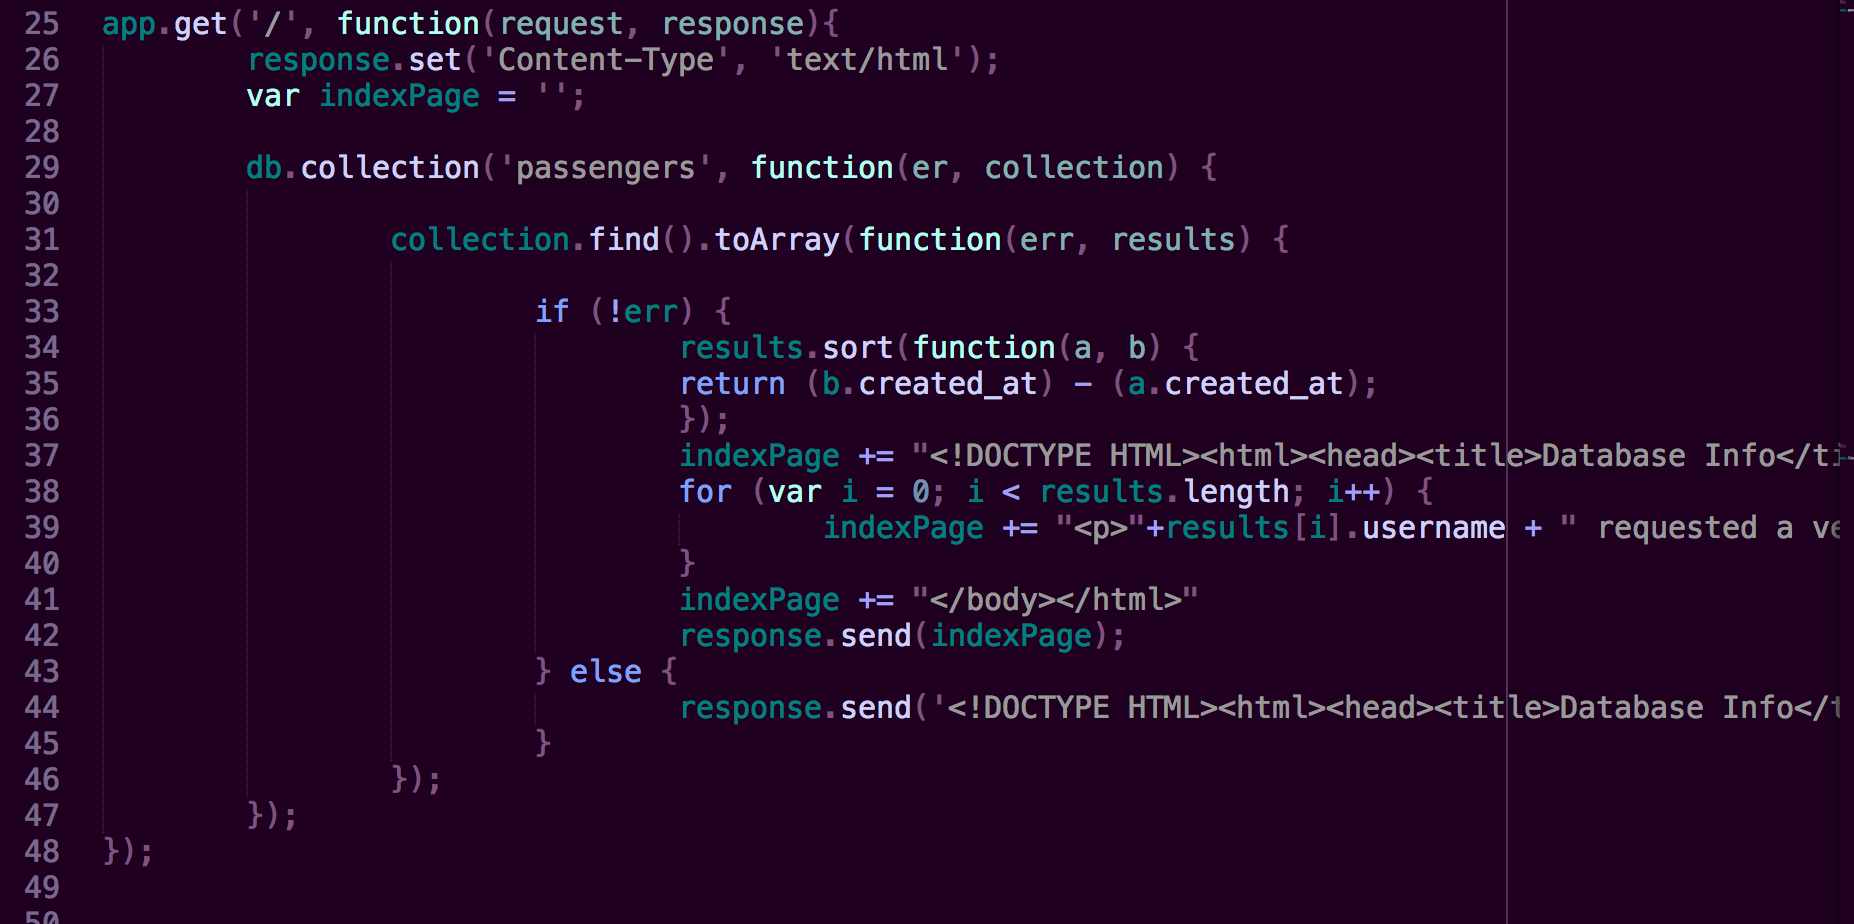 25 app.get('/', function(request, response){
26 response.set('Content-Type', 'text/html');
27 var indexPage = '';
28
29 db.collection('passengers', function(er, collection) {
30
31 collection.find().toArray(function(err, results) {
32
33 if (!err) {
34 results.sort(function(a, b) {
35 return (b.created_at) - (a.created_at);
36 });
37 indexPage += "<!DOCTYPE HTML><html><head><title>Database Info</ti
38 for (var i = 0; i < results.length; i++) {
39 indexPage += "<p>"+results[i].username + " requested a ve
40 }
41 indexPage += "</body></html>"
42 response.send(indexPage);
43 } else {
44 response.send('<!DOCTYPE HTML><html><head><title>Database Info</t
45 }
46 });
47 });
48 });
49
50